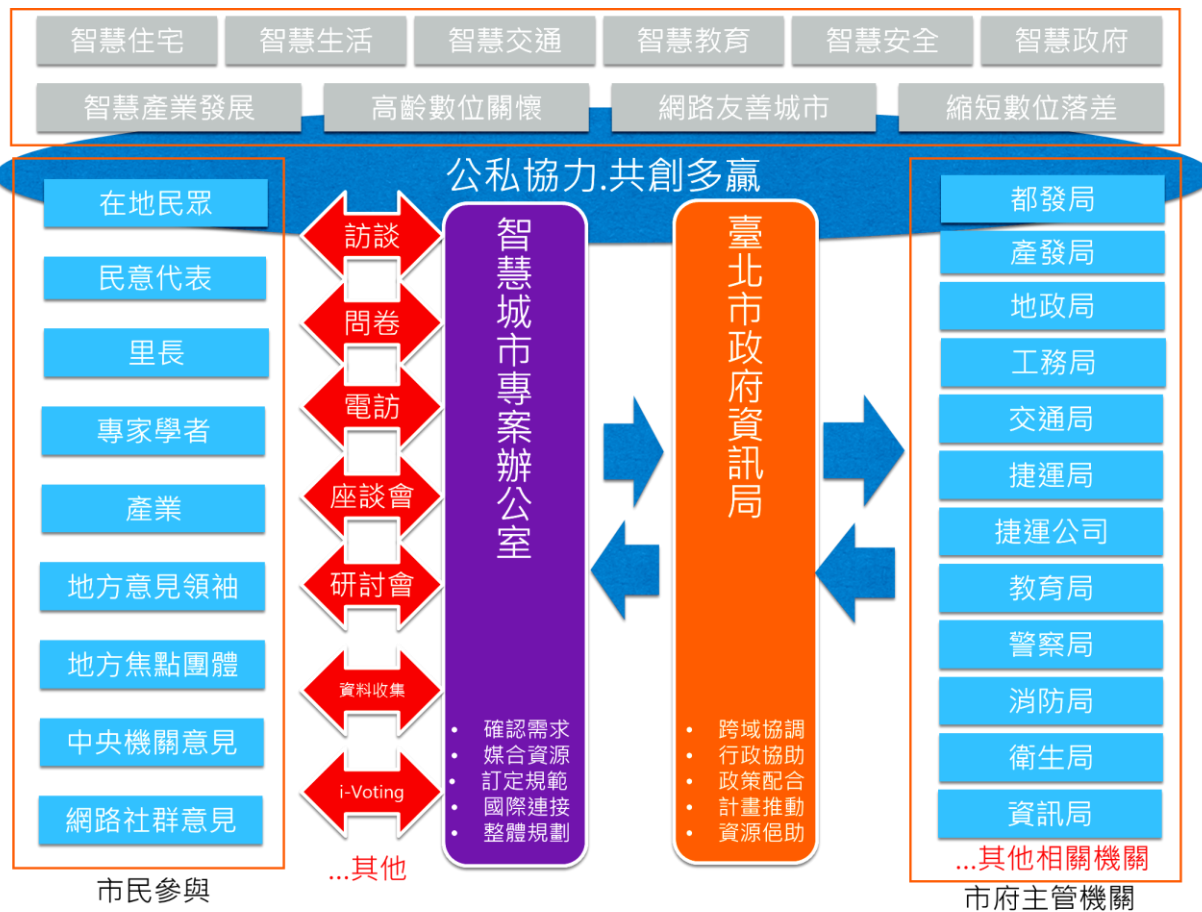 智慧住宅
智慧生活
智慧交通
智慧教育
智慧安全
智慧政府
智慧產業發展
高齡數位關懷
網路友善城市
縮短數位落差
公私協力.共創多贏
在地民眾
民意代表
里長
專家學者
產業
地方意見領袖
地方焦點團體
中央機關意見
網路社群意見
市民參與
訪談
問卷
電訪
座談會
研討會
資料收集
i-Voting
...其他
智慧城市專案辦公室
• 確認需求
• 媒合資源
• 訂定規範
• 國際連接
• 整體規劃
臺北市政府資訊局
• 跨域協調
• 行政協助
• 政策配合
• 計畫推動
• 資源俋助
都發局
產發局
地政局
工務局
交通局
捷運局
捷運公司
教育局
警察局
消防局
衛生局
資訊局
...其他相關機關
市府主管機關